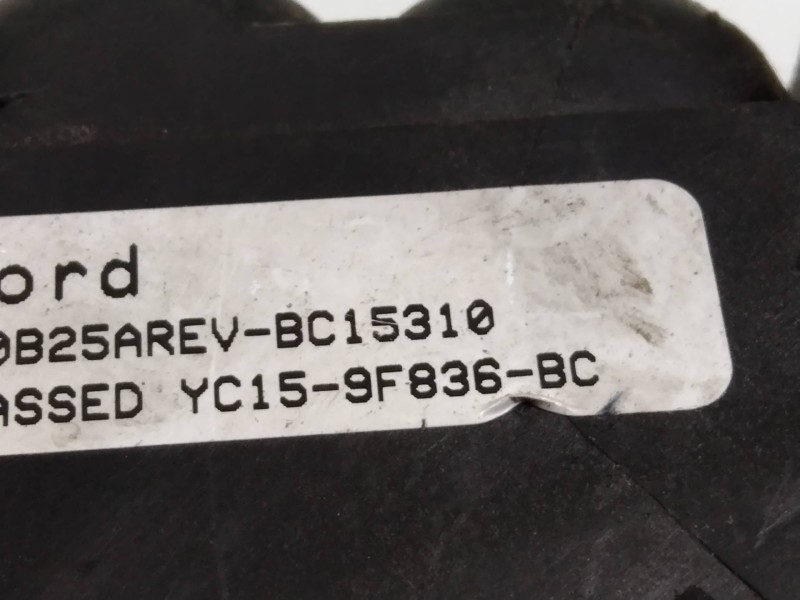 ord
0B25AREV-BC15310
ASSED YC15-9F836-BC